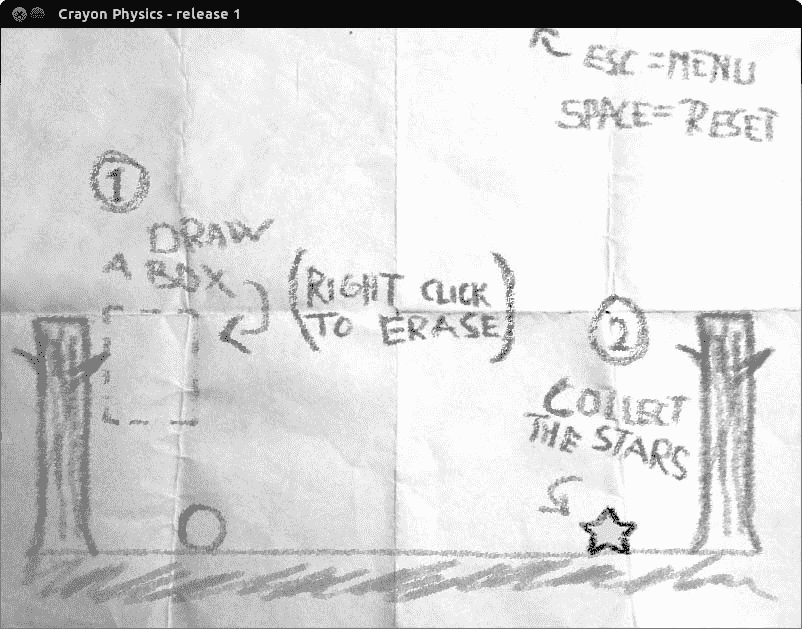 Crayon Physics - release 1
ESC = MENU
SPACE = RESET
1
DRAW
A BOX
(RIGHT CLICK
TO ERASE)
2
COLLECT
THE STARS